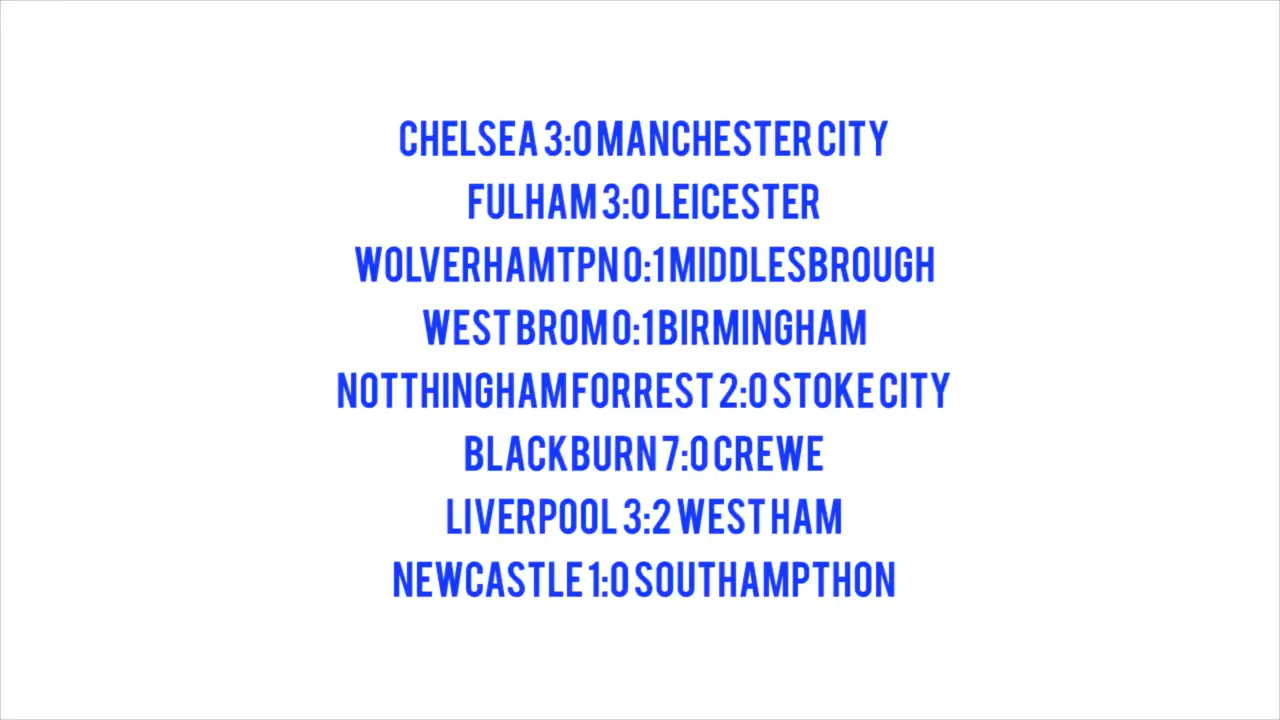 CHELSEA 3:0 MANCHESTER CITY
FULHAM 3:0 LEICESTER
WOLVERHAMTPN 0:1 MIDDLESBROUGH
WEST BROM 0:1 BIRMINGHAM
NOTTHINGHAM FORREST 2:0 STOKE CITY
BLACKBURN 7:0 CREWE
LIVERPOOL 3:2 WEST HAM
NEWCASTLE 1:0 SOUTHAMPTHON